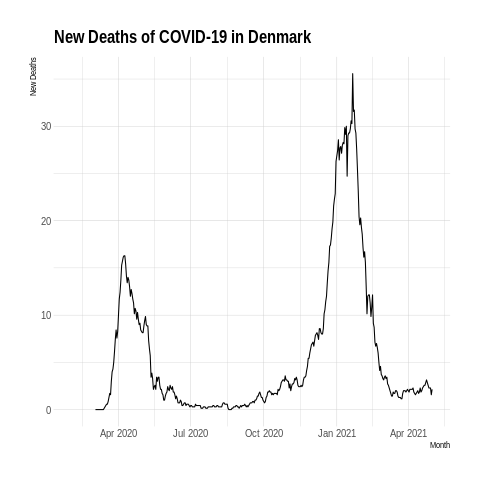 New Deaths of COVID-19 in Denmark
New Deaths
30
20
10
0
Apr 2020 Jul 2020 Oct 2020 Jan 2021 Apr 2021
Month